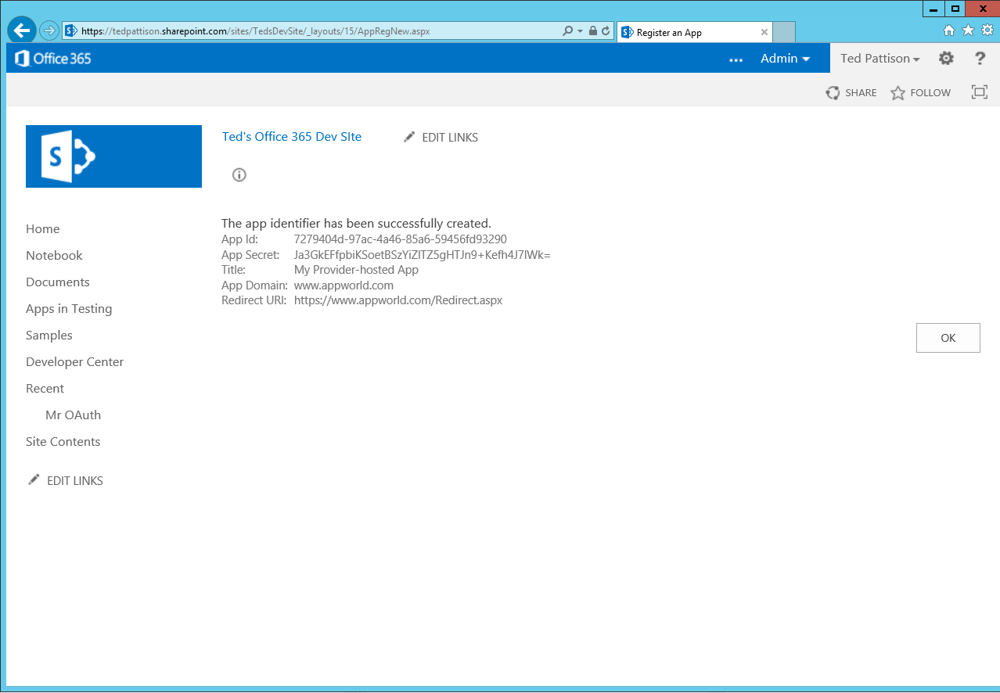 https://tedpattison.sharepoint.com/sites/TedsDevSite/_layouts/15/AppRegNew.aspx
Register an App
Office 365
... Admin
Ted Pattison
?
SHARE
FOLLOW
S
Ted's Office 365 Dev SIte
EDIT LINKS
The app identifier has been successfully created.
App Id: 7279404d-97ac-4a46-85a6-59456fd93290
App Secret: Ja3GkEFfpbiKSoetBSzYiZITZ5gHTJn9+Kefh4J7IWk=
Title: My Provider-hosted App
App Domain: www.appworld.com
Redirect URI: https://www.appworld.com/Redirect.aspx
OK
Home
Notebook
Documents
Apps in Testing
Samples
Developer Center
Recent
Mr OAuth
Site Contents
EDIT LINKS